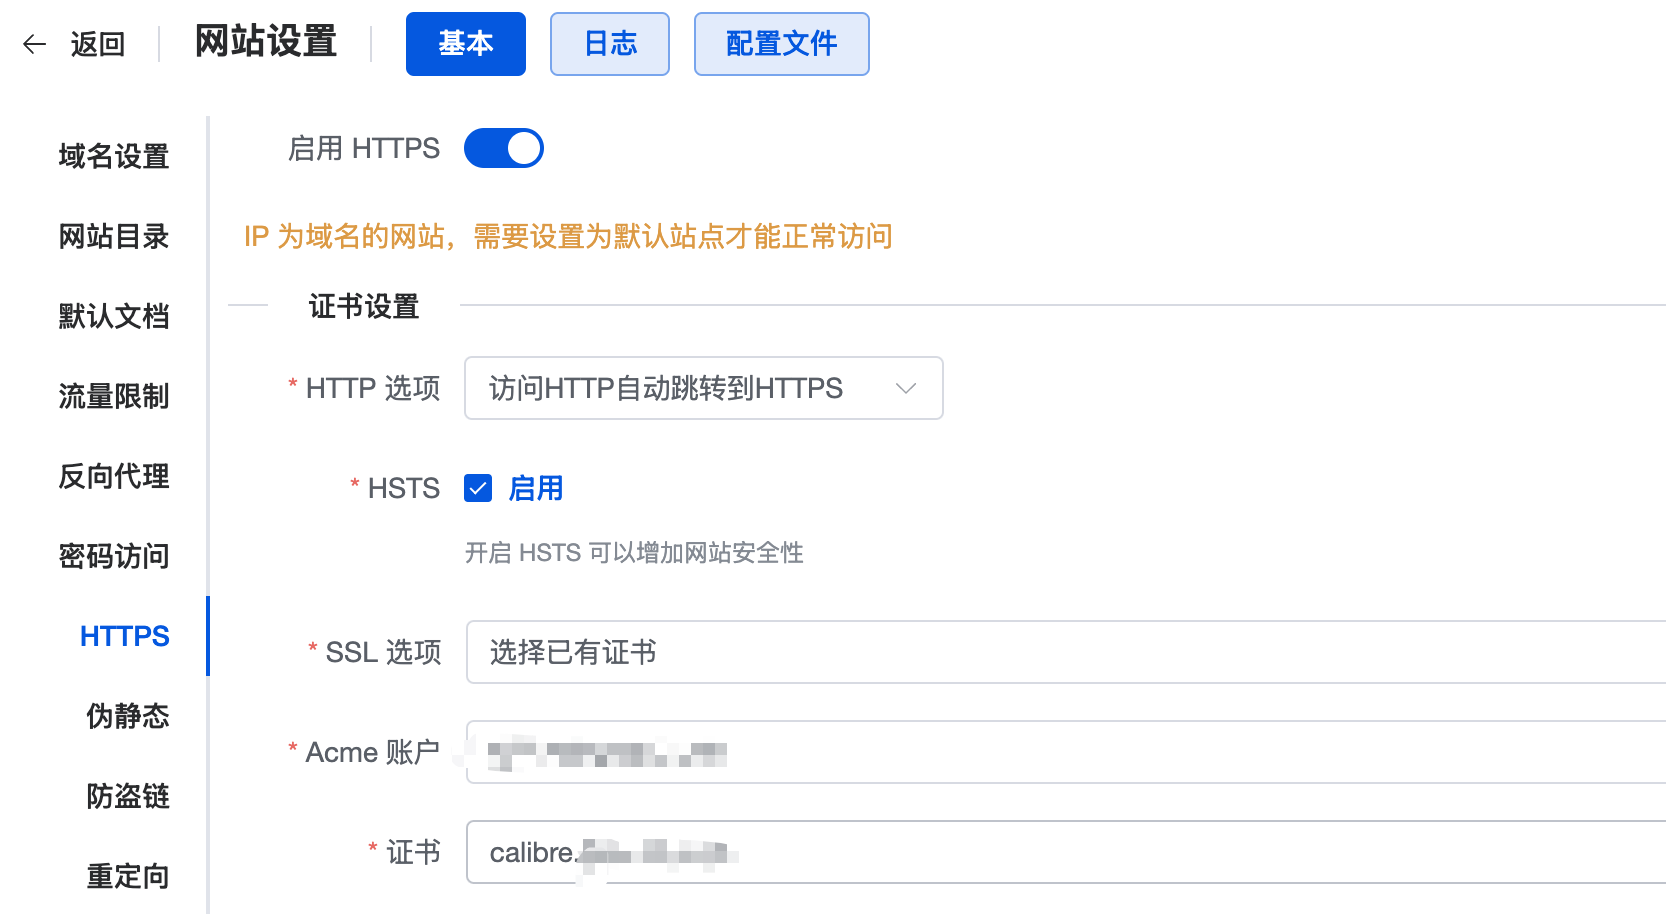 返回
网站设置
基本
日志
配置文件
域名设置
网站目录
默认文档
流量限制
反向代理
密码访问
HTTPS
伪静态
防盗链
重定向
启用 HTTPS
IP 为域名的网站，需要设置为默认站点才能正常访问
证书设置
* HTTP 选项
访问HTTP自动跳转到HTTPS
* HSTS
启用
开启 HSTS 可以增加网站安全性
* SSL 选项
选择已有证书
* Acme 账户
* 证书
calibre.